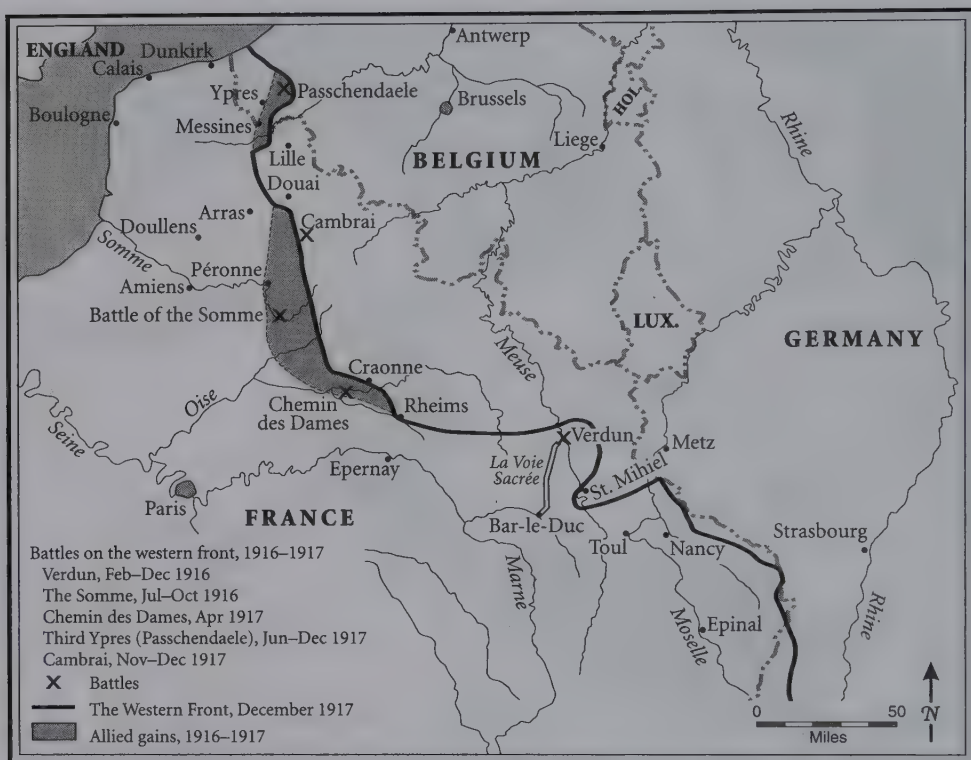 ENGLAND
Dunkirk
Calais
Antwerp
Ypres
Passchendaele
Brussels
HOL.
Rhine
Boulogne
Messines
Liege
Lille
BELGIUM
Douai
Arras
Cambrai
Doullens
Somme
Péronne
Amiens
Battle of the Somme
LUX.
GERMANY
Meuse
Craonne
Oise
Chemin
des Dames
Rheims
Seine
Verdun
Metz
La Voie
Sacrée
St. Mihiel
Epernay
Paris
FRANCE
Bar-le-Duc
Strasbourg
Toul
Nancy
Marne
Moselle
Epinal
Rhine
Battles on the western front, 1916–1917
Verdun, Feb–Dec 1916
The Somme, Jul–Oct 1916
Chemin des Dames, Apr 1917
Third Ypres (Passchendaele), Jun–Dec 1917
Cambrai, Nov–Dec 1917
X Battles
The Western Front, December 1917
Allied gains, 1916–1917
0 50
Miles
N